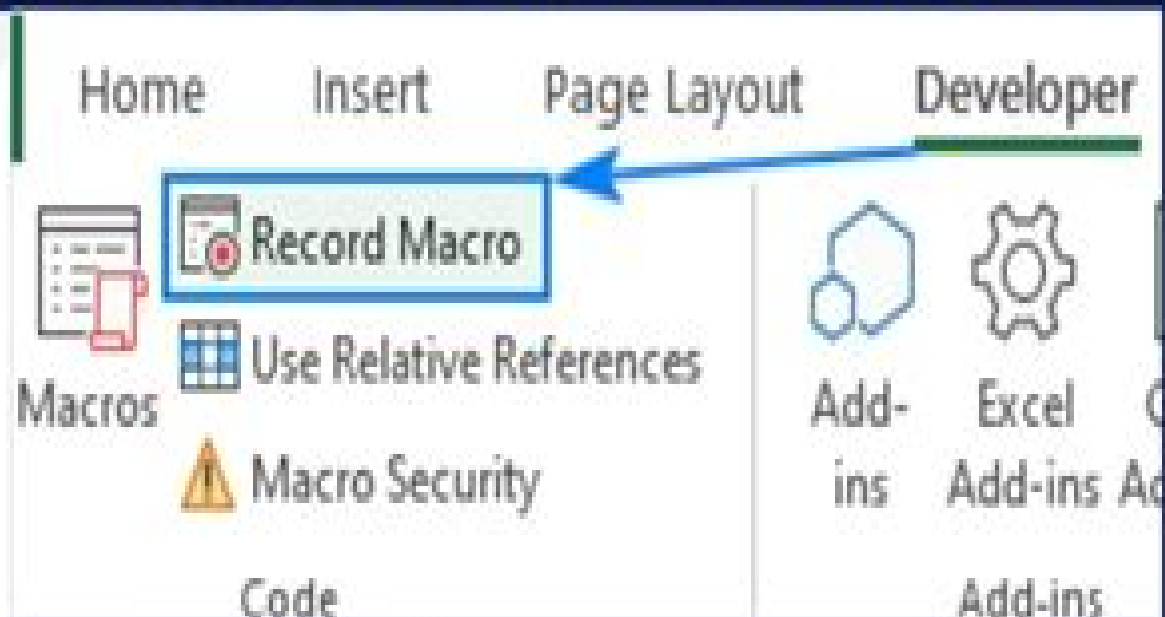 Home Insert Page Layout Developer
Record Macro
Use Relative References
Macros
Macro Security
Code
Add-
ins
Excel
Add-ins
Add-ins